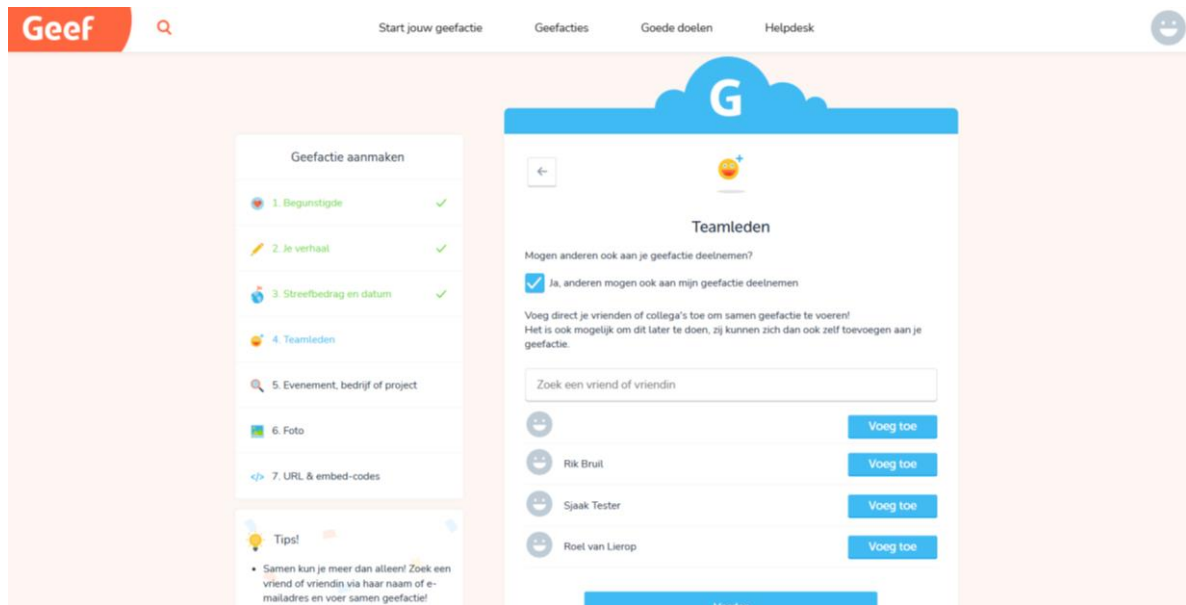 Geef
Start jouw geefactie
Geefacties
Goede doelen
Helpdesk
G
Geefactie aanmaken
1. Begunstigde
2. Je verhaal
3. Streefbedrag en datum
4. Teamleden
5. Evenement, bedrijf of project
6. Foto
</> 7. URL & embed-codes
Tips!
• Samen kun je meer dan alleen! Zoek een
vriend of vriendin via haar naam of e-
mailadres en voer samen geefactie!
Teamleden
Mogen anderen ook aan je geefactie deelnemen?
Ja, anderen mogen ook aan mijn geefactie deelnemen
Voeg direct je vrienden of collega's toe om samen geefactie te voeren!
Het is ook mogelijk om dit later te doen, zij kunnen zich dan ook zelf toevoegen aan je
geefactie.
Zoek een vriend of vriendin
Voeg toe
Rik Bruil
Voeg toe
Sjaak Tester
Voeg toe
Roel van Lierop
Voeg toe